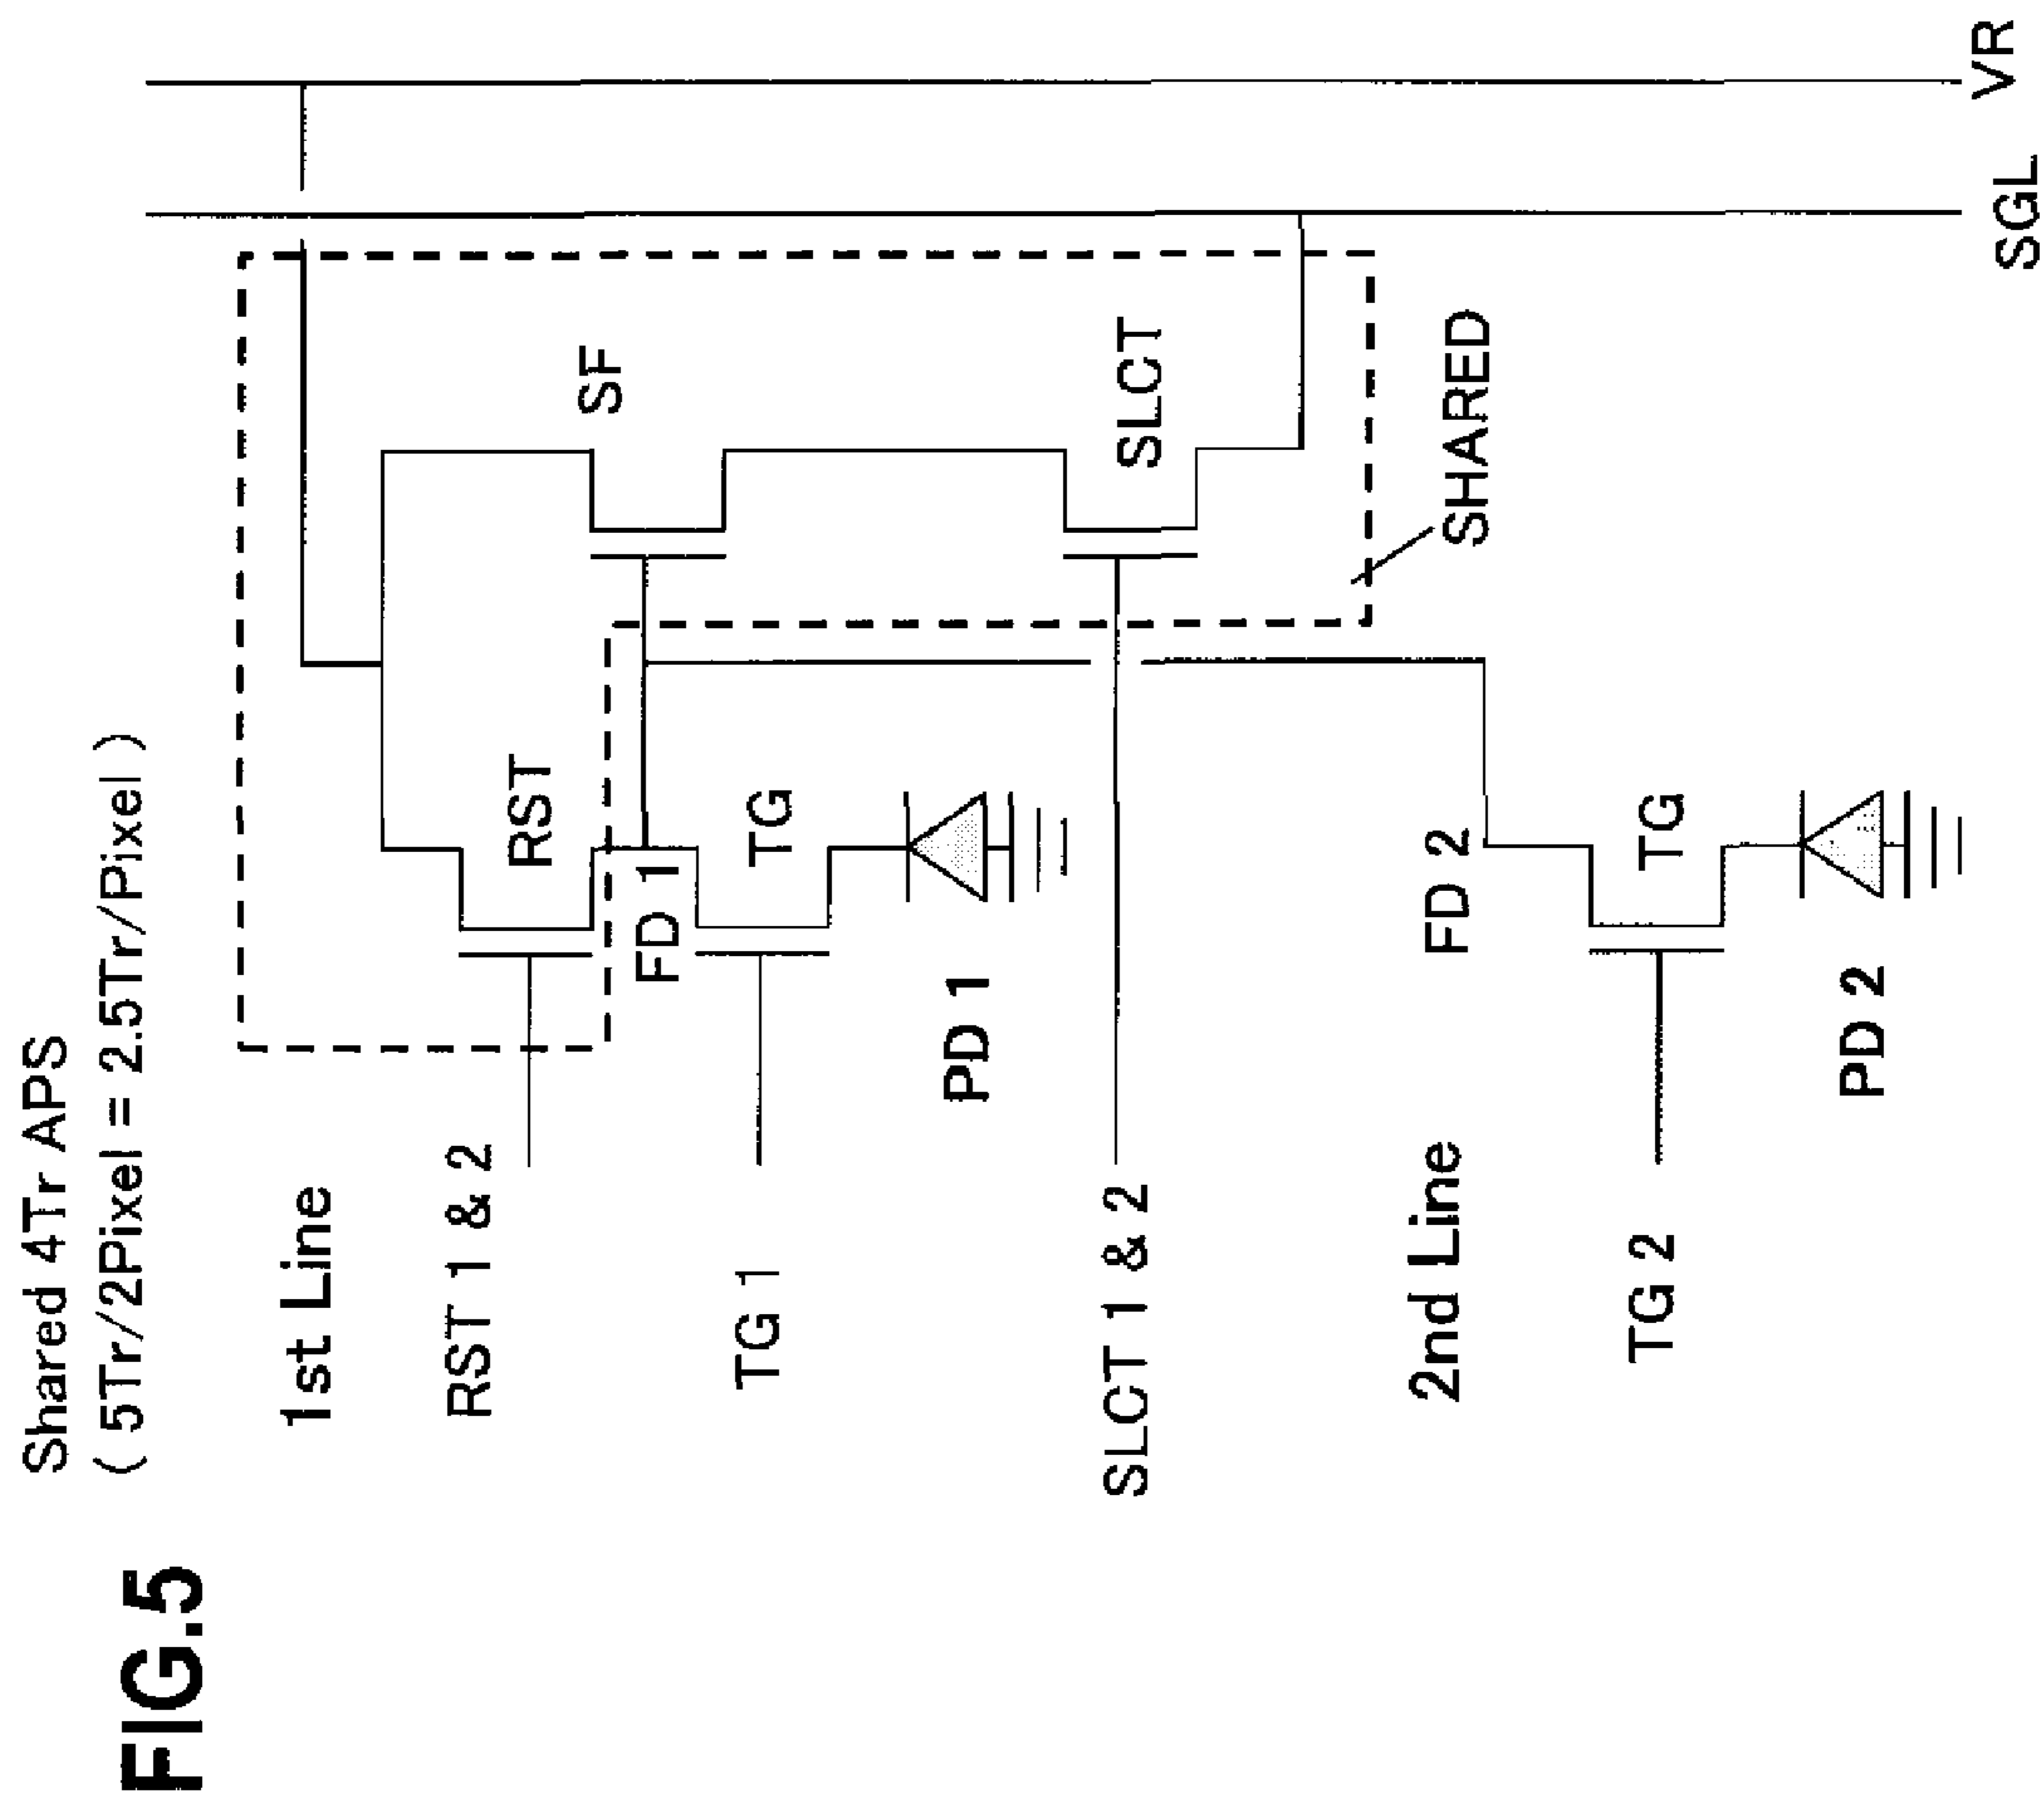 FIG.5
Shared 4Tr APS
( 5Tr/2Pixel = 2.5Tr/Pixel )
1st Line
RST 1 & 2
RST
SF
FD 1
TG 1
TG
PD 1
SLCT 1 & 2
SLCT
SHARED
2nd Line
FD 2
TG 2
TG
PD 2
SGL
VR